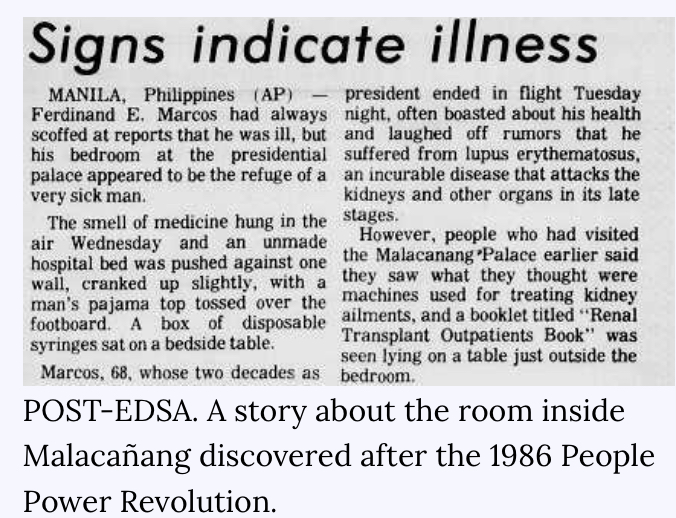 Signs indicate illness
MANILA, Philippines (AP) —
Ferdinand E. Marcos had always
scoffed at reports that he was ill, but
his bedroom at the presidential
palace appeared to be the refuge of a
very sick man.
The smell of medicine hung in the
air Wednesday and an unmade
hospital bed was pushed against one
wall, cranked up slightly, with a
man's pajama top tossed over the
footboard. A box of disposable
syringes sat on a bedside table.
Marcos, 68, whose two decades as
president ended in flight Tuesday
night, often boasted about his health
and laughed off rumors that he
suffered from lupus erythematosus,
an incurable disease that attacks the
kidneys and other organs in its late
stages.
However, people who had visited
the Malacanang Palace earlier said
they saw what they thought were
machines used for treating kidney
ailments, and a booklet titled "Renal
Transplant Outpatients Book" was
seen lying on a table just outside the
bedroom.
POST-EDSA. A story about the room inside
Malacañang discovered after the 1986 People
Power Revolution.